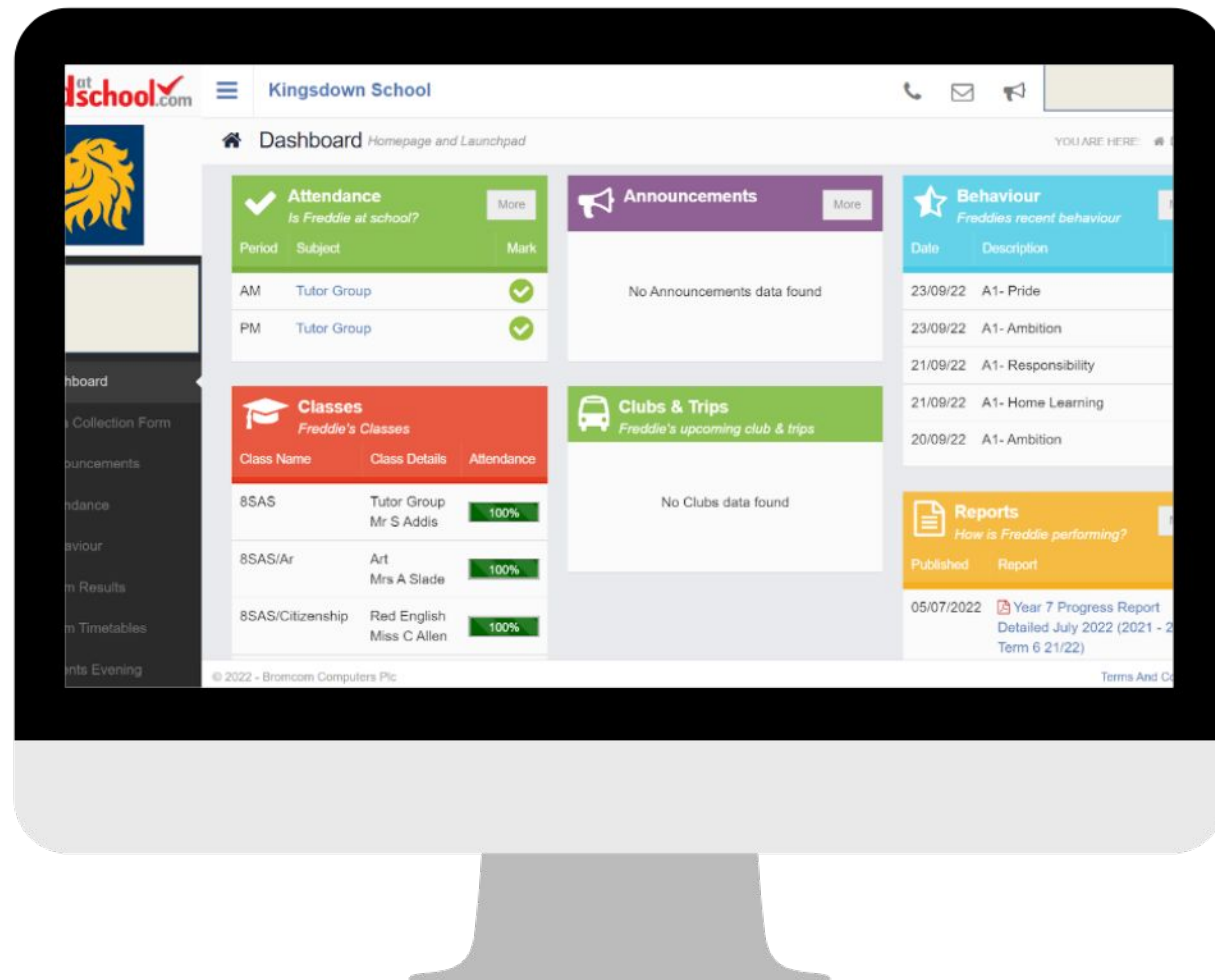 at
school.com
Kingsdown School
Dashboard Homepage and Launchpad
YOU ARE HERE:
Attendance
Is Freddie at school?
More
Period Subject Mark
AM Tutor Group
PM Tutor Group
Announcements
More
No Announcements data found
Behaviour
Freddies recent behaviour
Date Description
23/09/22 A1- Pride
23/09/22 A1- Ambition
21/09/22 A1- Responsibility
21/09/22 A1- Home Learning
20/09/22 A1- Ambition
hboard
Collection Form
ouncements
ndance
aviour
m Results
m Timetables
nts Evening
Classes
Freddie's Classes
Class Name Class Details Attendance
8SAS Tutor Group 100%
Mr S Addis
8SAS/Ar Art 100%
Mrs A Slade
8SAS/Citizenship Red English 100%
Miss C Allen
Clubs & Trips
Freddie's upcoming club & trips
No Clubs data found
Reports
How is Freddie performing?
Published Report
05/07/2022 Year 7 Progress Report
Detailed July 2022 (2021 - 2
Term 6 21/22)
© 2022 - Bromcom Computers Plc
Terms And Co